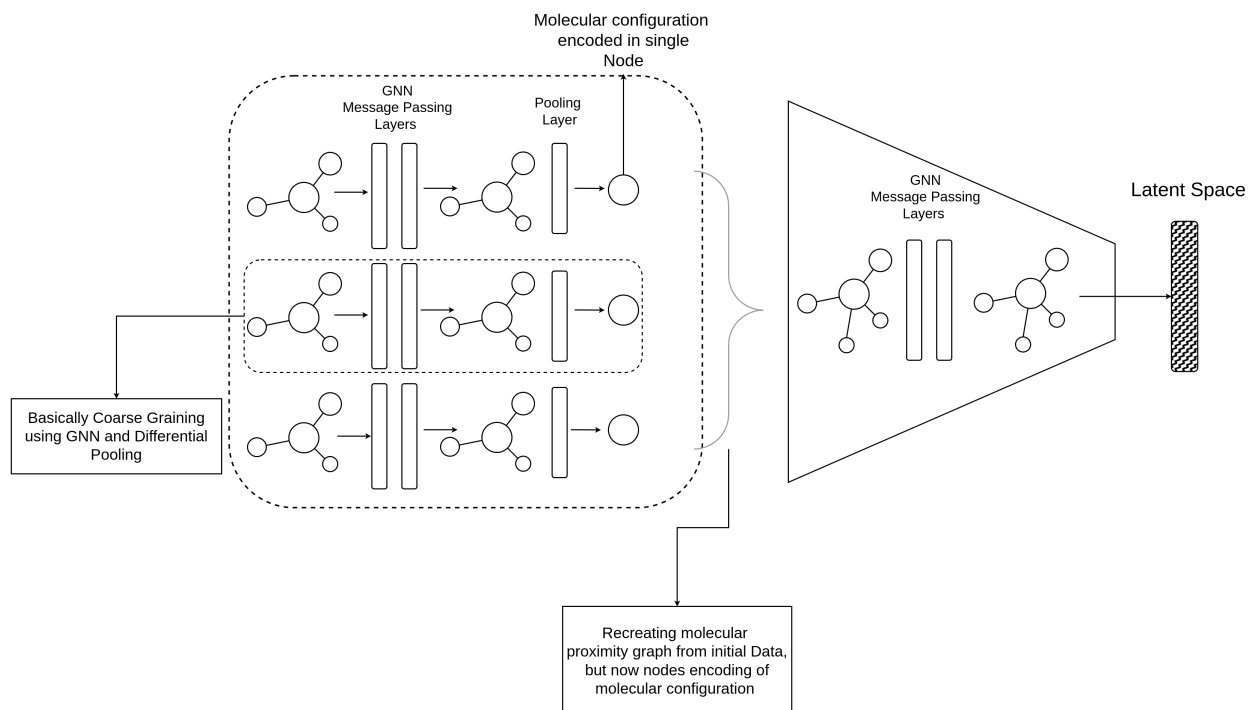 Molecular configuration
encoded in single
Node
GNN
Message Passing
Layers
Pooling
Layer
GNN
Message Passing
Layers
Latent Space
Basically Coarse Graining
using GNN and Differential
Pooling
Recreating molecular
proximity graph from initial Data,
but now nodes encoding of
molecular configuration